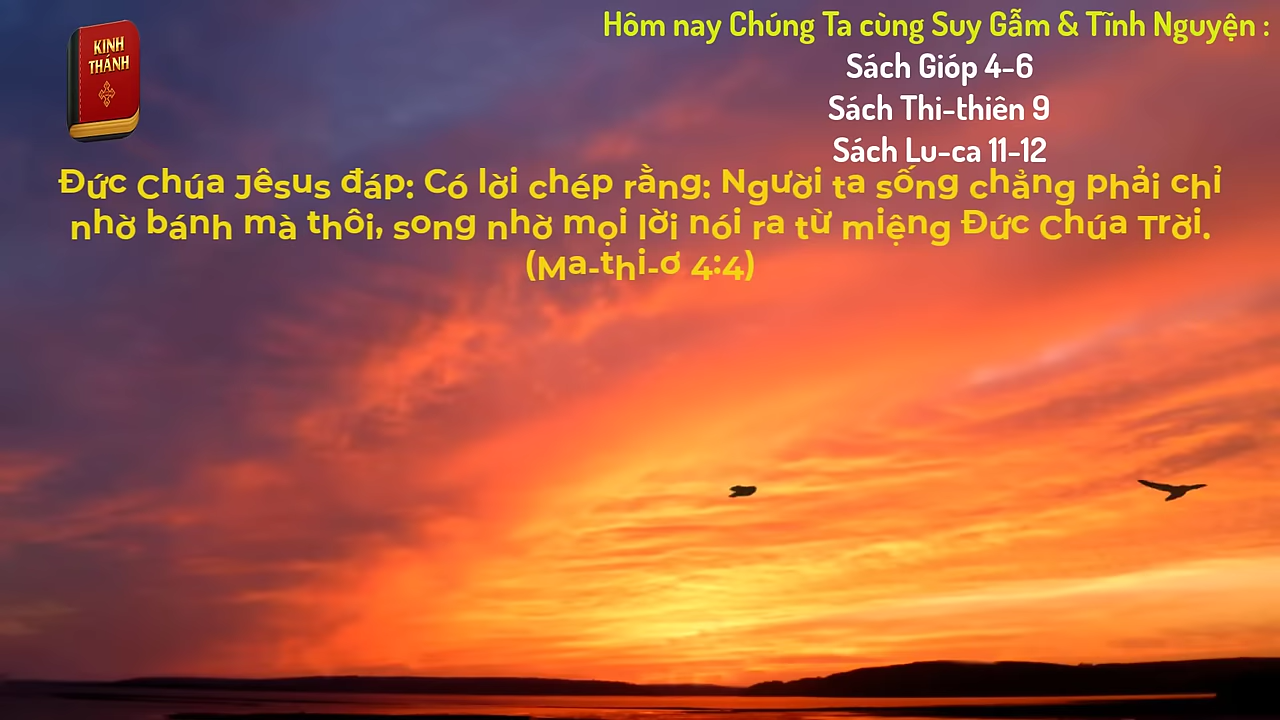 KINH
THÁNH
Hôm nay Chúng Ta cùng Suy Gẫm & Tĩnh Nguyện :
Sách Gióp 4-6
Sách Thi-thiên 9
Sách Lu-ca 11-12
Đức Chúa Jêsus đáp: Có lời chép rằng: Người ta sống chẳng phải chỉ
nhờ bánh mà thôi, song nhờ mọi lời nói ra từ miệng Đức Chúa Trời.
(Ma-thi-ơ 4:4)